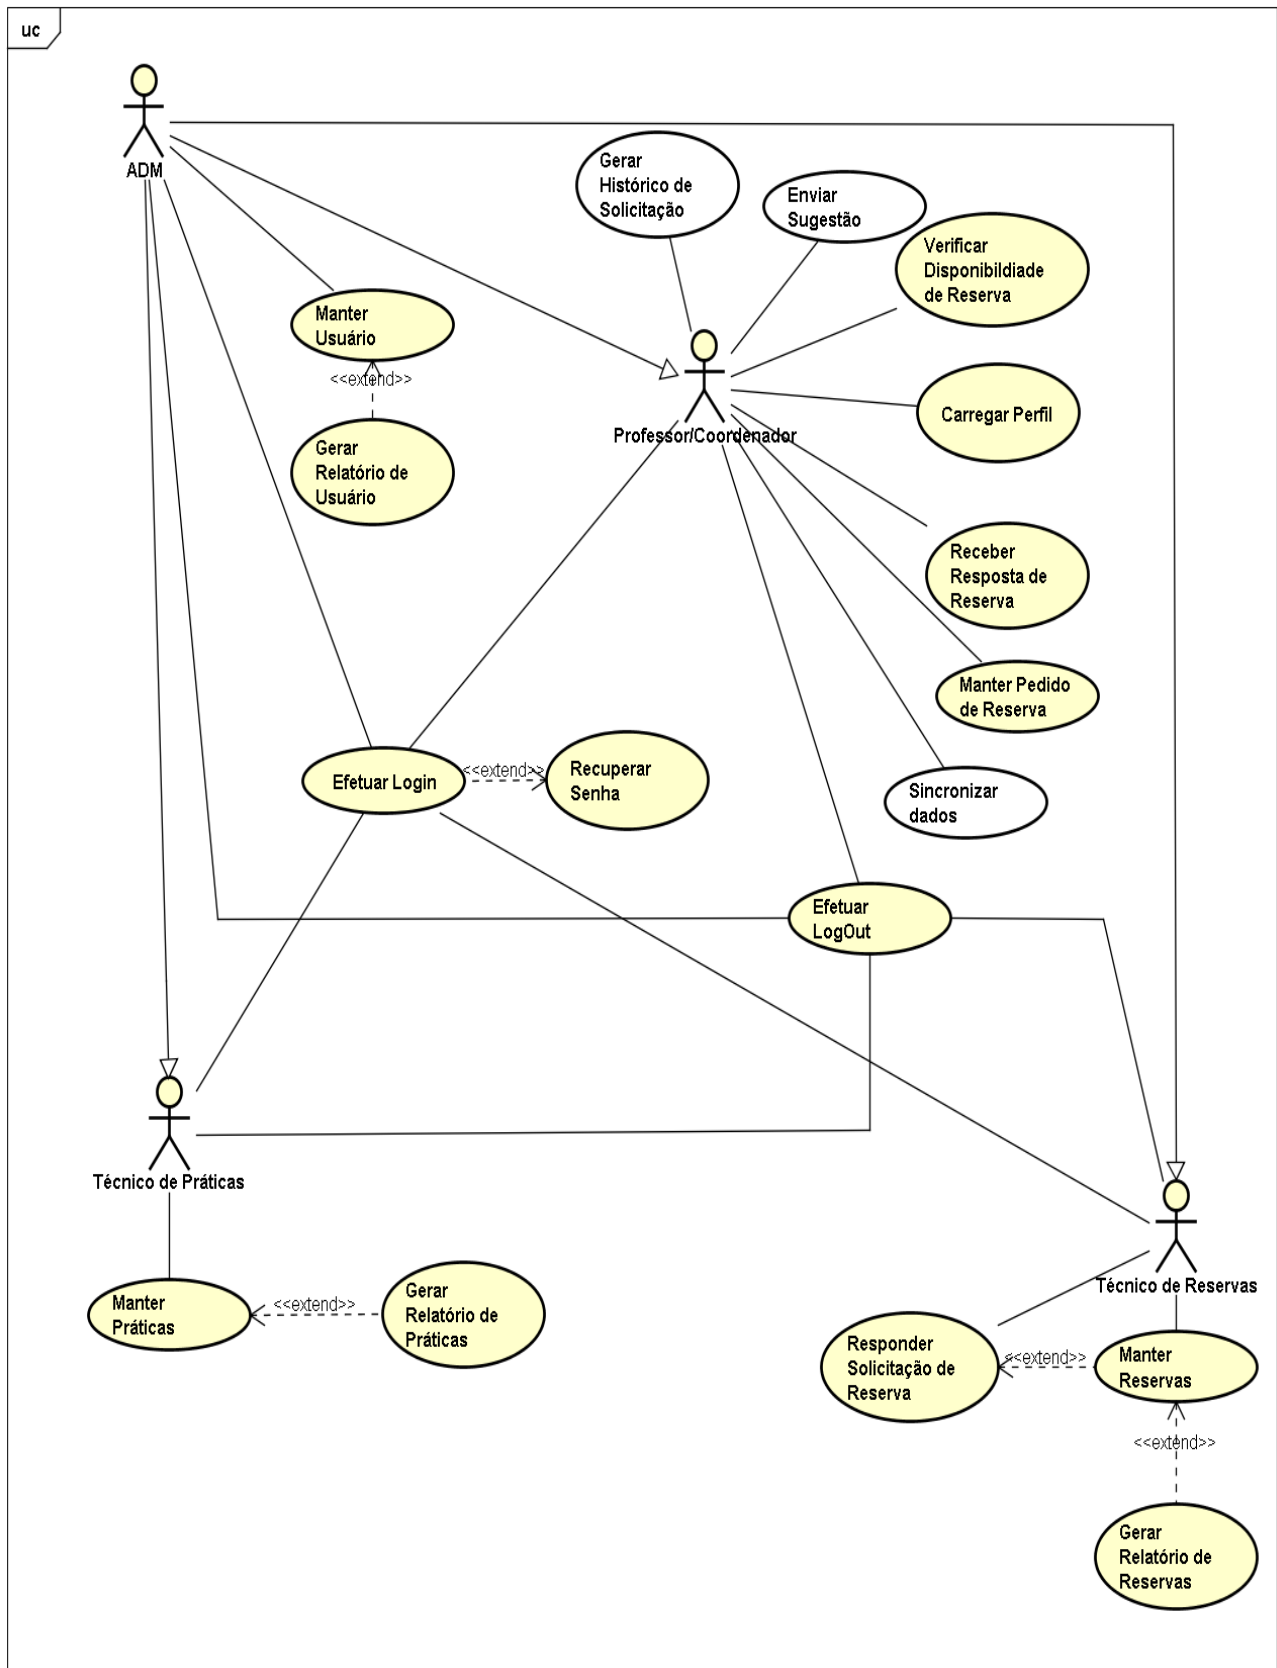 uc
ADM
Gerar
Histórico de
Solicitação
Enviar
Sugestão
Verificar
Disponibildiade
de Reserva
Manter
Usuário
<<extend>>
Gerar
Relatório de
Usuário
Professor/Coordenador
Carregar Perfil
Receber
Resposta de
Reserva
Manter Pedido
de Reserva
Efetuar Login
<<extend>>
Recuperar
Senha
Sincronizar
dados
Efetuar
LogOut
Técnico de Práticas
Manter
Práticas
<<extend>>
Gerar
Relatório de
Práticas
Técnico de Reservas
Responder
Solicitação de
Reserva
<<extend>>
Manter
Reservas
<<extend>>
Gerar
Relatório de
Reservas